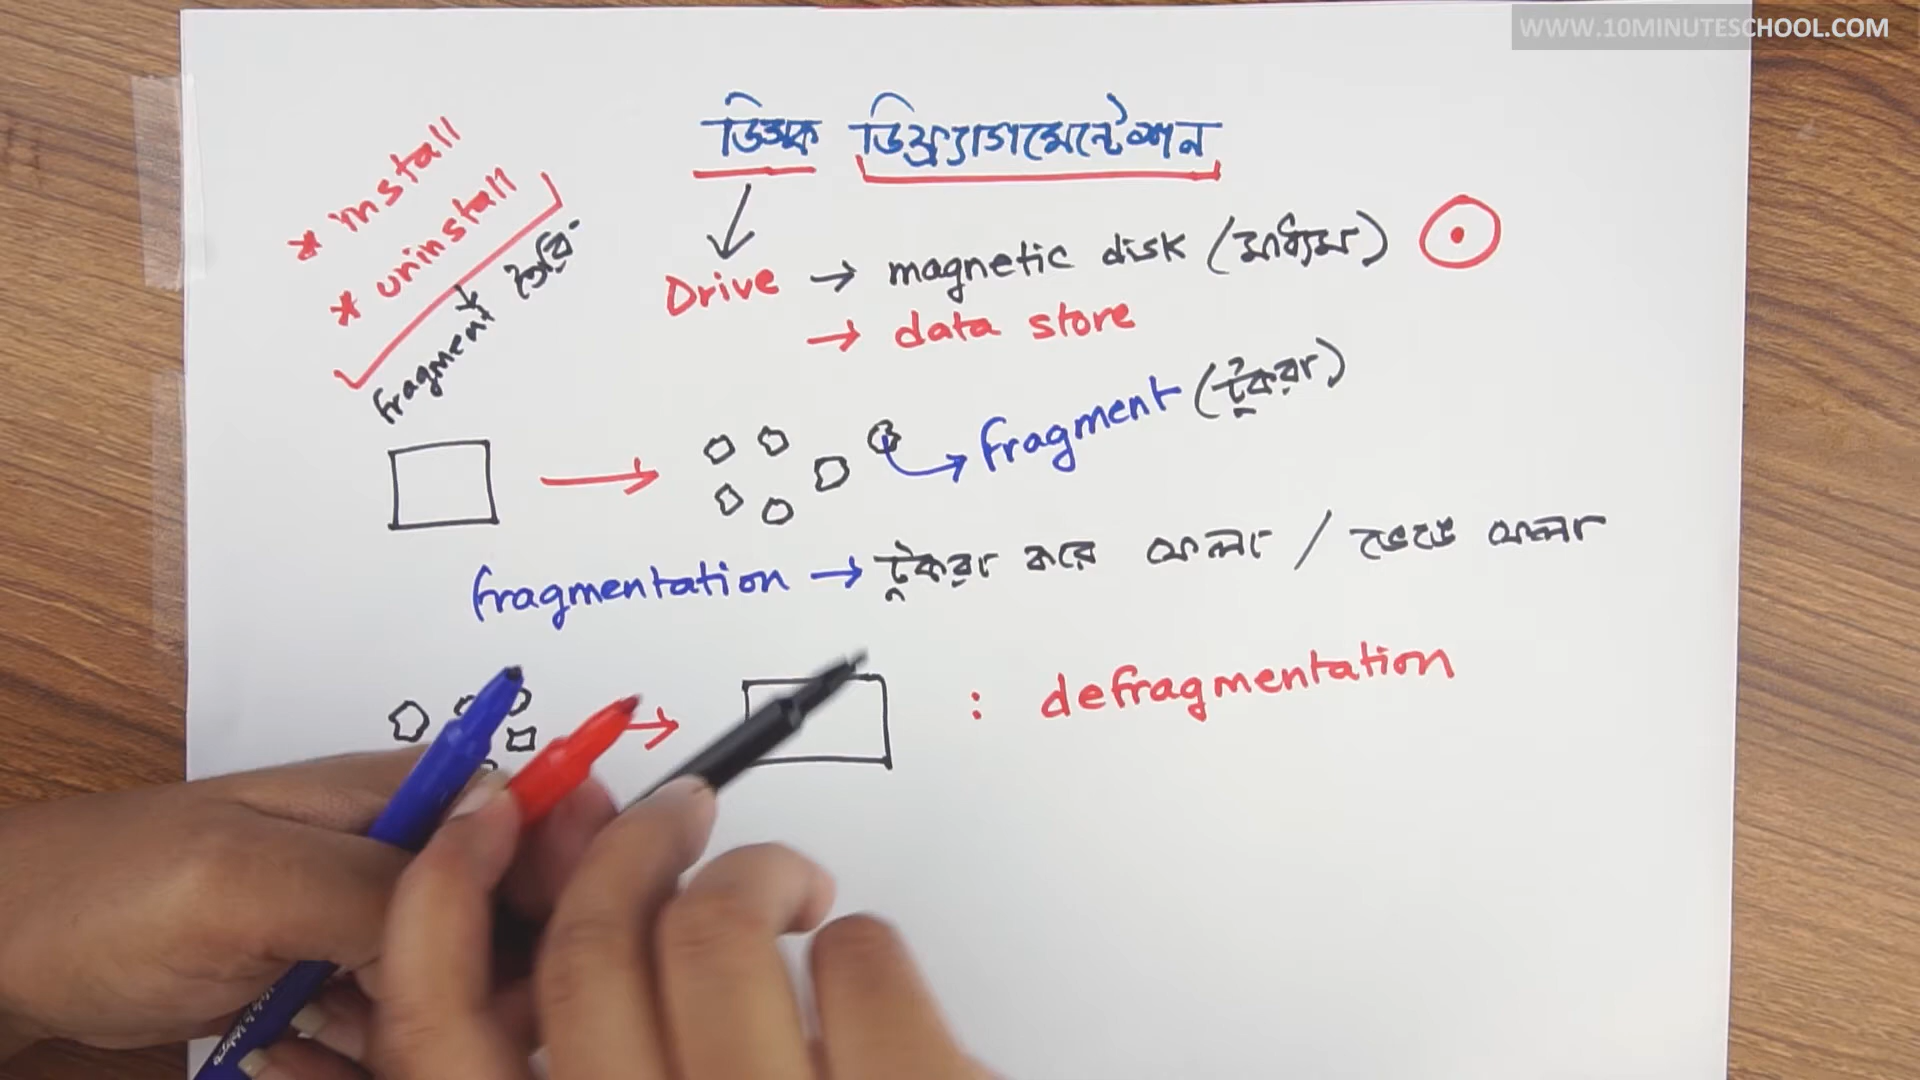 WWW.10MINUTESCHOOL.COM
ডিস্ক ডিফ্র্যাগমেন্টেশন
* install
* uninstall
fragment তৈরি
Drive → magnetic disk (মাধ্যম)
→ data store
fragment (টুকরা)
fragmentation → টুকরা করে ফেলা / ভেঙে ফেলা
: defragmentation